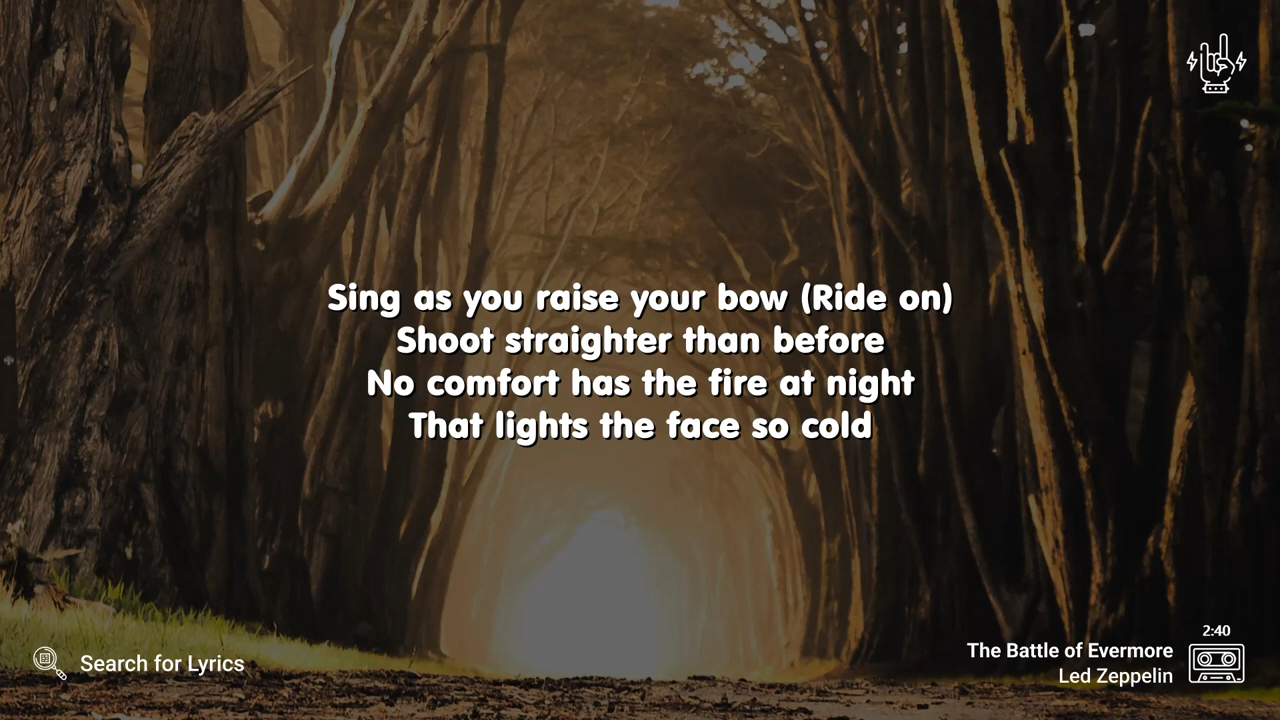 Sing as you raise your bow (Ride on)
Shoot straighter than before
No comfort has the fire at night
That lights the face so cold
2:40
The Battle of Evermore
Led Zeppelin
Search for Lyrics